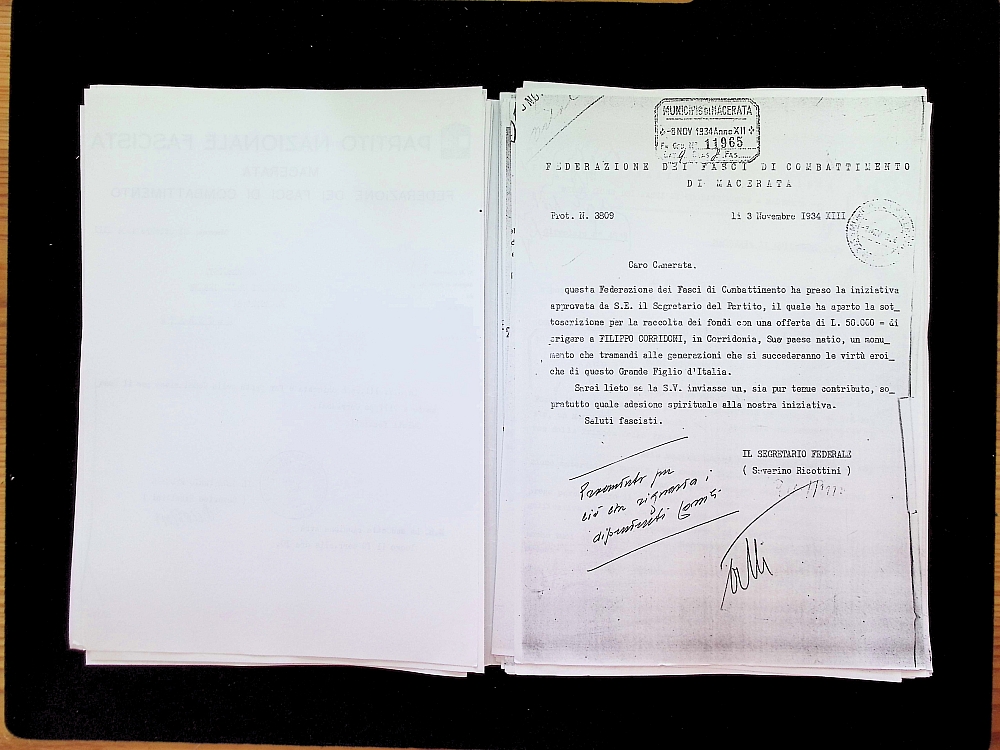 MUNICIPIO DI MACERATA
-8 NOV 1934 Anno XII
11965
FEDERAZIONE DEI FASCI DI COMBATTIMENTO
DI MACERATA
Prot. N. 3809
li 3 Novembre 1934 XIII
Caro Camerata.
questa Federazione dei Fasci di Combattimento ha preso la iniziativa
approvata da S.E. il Segretario del Partito, il quale ha aperto la sot_
toscrizione per la raccolta dei fondi con una offerta di L. 50.000 = di
erigere a FILIPPO CORRIDONI, in Corridonia, Suo paese natio, un monu_
mento che tramandi alle generazioni che si succederanno le virtù eroi_
che di questo Grande Figlio d'Italia.
Sarei lieto se la S.V. inviasse un, sia pur tenue contributo, so_
pratutto quale adesione spirituale alla nostra iniziativa.
Saluti fascisti.
IL SEGRETARIO FEDERALE
( Severino Ricottini )
ciò che riguarda i
dipendenti
PARTITO NAZIONALE FASCISTA
MACERATA
FEDERAZIONE DEI FASCI DI COMBATTIMENTO